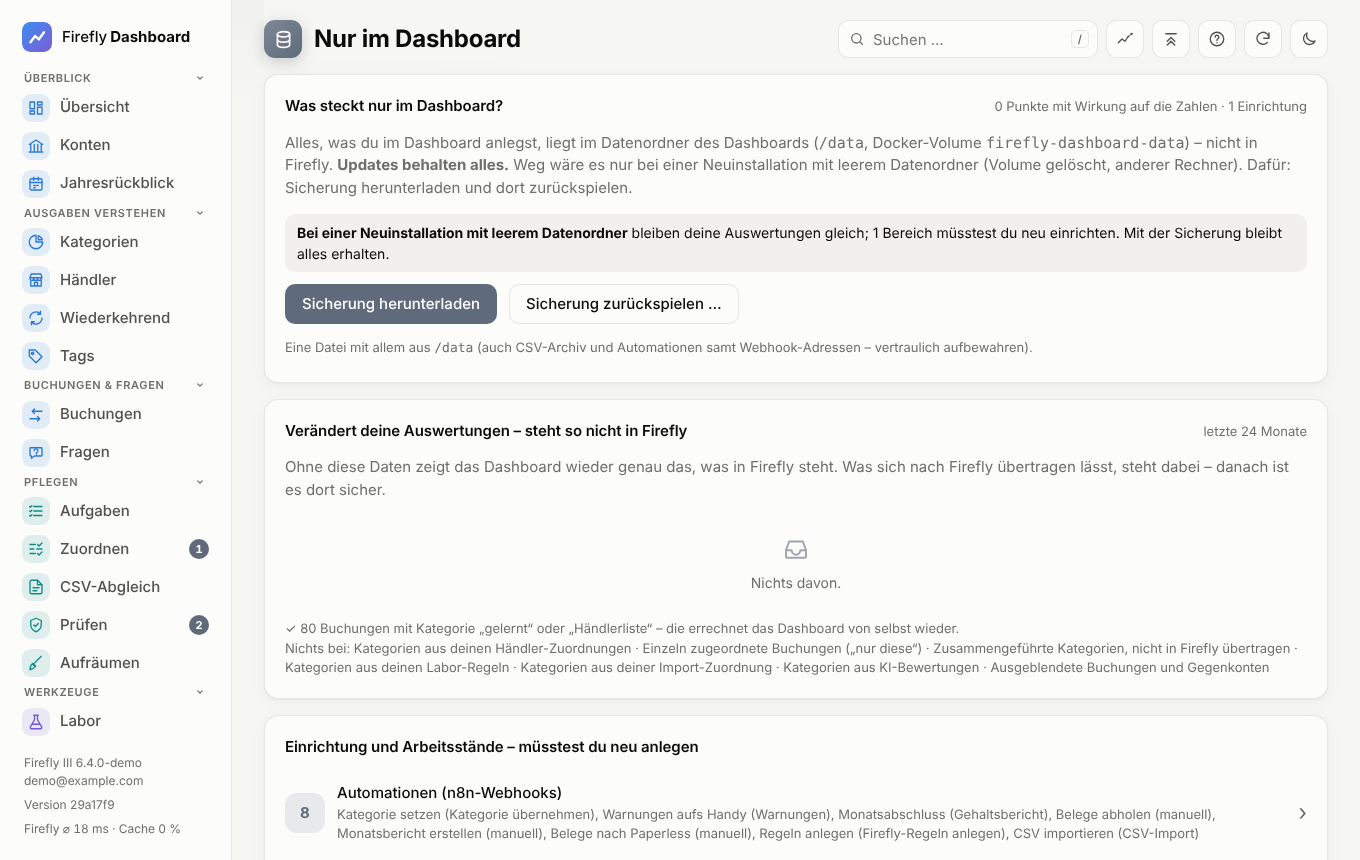 Firefly Dashboard
ÜBERBLICK
Übersicht
Konten
Jahresrückblick
AUSGABEN VERSTEHEN
Kategorien
Händler
Wiederkehrend
Tags
BUCHUNGEN & FRAGEN
Buchungen
Fragen
PFLEGEN
Aufgaben
Zuordnen 1
CSV-Abgleich
Prüfen 2
Aufräumen
WERKZEUGE
Labor
Firefly III 6.4.0-demo
demo@example.com
Version 29a17f9
Firefly ⌀ 18 ms · Cache 0 %
Nur im Dashboard
Suchen ... /
Was steckt nur im Dashboard?
0 Punkte mit Wirkung auf die Zahlen · 1 Einrichtung
Alles, was du im Dashboard anlegst, liegt im Datenordner des Dashboards (/data, Docker-Volume firefly-dashboard-data) – nicht in
Firefly. Updates behalten alles. Weg wäre es nur bei einer Neuinstallation mit leerem Datenordner (Volume gelöscht, anderer Rechner). Dafür:
Sicherung herunterladen und dort zurückspielen.
Bei einer Neuinstallation mit leerem Datenordner bleiben deine Auswertungen gleich; 1 Bereich müsstest du neu einrichten. Mit der Sicherung bleibt
alles erhalten.
Sicherung herunterladen
Sicherung zurückspielen ...
Eine Datei mit allem aus /data (auch CSV-Archiv und Automationen samt Webhook-Adressen – vertraulich aufbewahren).
Verändert deine Auswertungen – steht so nicht in Firefly
letzte 24 Monate
Ohne diese Daten zeigt das Dashboard wieder genau das, was in Firefly steht. Was sich nach Firefly übertragen lässt, steht dabei – danach ist
es dort sicher.
Nichts davon.
✓ 80 Buchungen mit Kategorie „gelernt“ oder „Händlerliste“ – die errechnet das Dashboard von selbst wieder.
Nichts bei: Kategorien aus deinen Händler-Zuordnungen · Einzeln zugeordnete Buchungen („nur diese“) · Zusammengeführte Kategorien, nicht in Firefly übertragen ·
Kategorien aus deinen Labor-Regeln · Kategorien aus deiner Import-Zuordnung · Kategorien aus KI-Bewertungen · Ausgeblendete Buchungen und Gegenkonten
Einrichtung und Arbeitsstände – müsstest du neu anlegen
8
Automationen (n8n-Webhooks)
Kategorie setzen (Kategorie übernehmen), Warnungen aufs Handy (Warnungen), Monatsabschluss (Gehaltsbericht), Belege abholen (manuell),
Monatsbericht erstellen (manuell), Belege nach Paperless (manuell), Regeln anlegen (Firefly-Regeln anlegen), CSV importieren (CSV-Import)